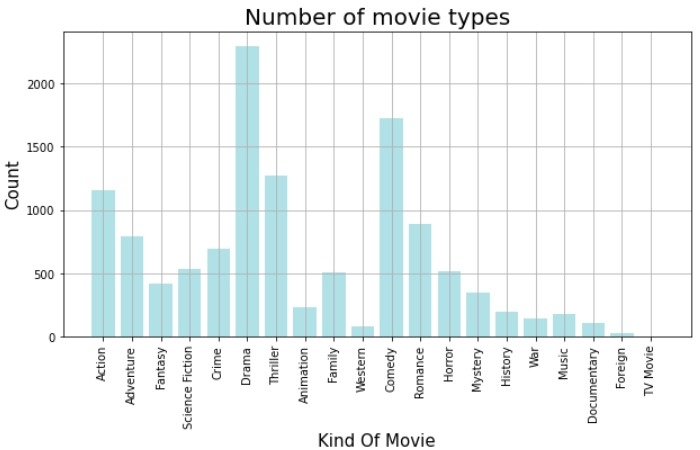 Number of movie types
Count
2000
1500
1000
500
0
Action
Adventure
Fantasy
Science Fiction
Crime
Drama
Thriller
Animation
Family
Western
Comedy
Romance
Horror
Mystery
History
War
Music
Documentary
Foreign
TV Movie
Kind Of Movie